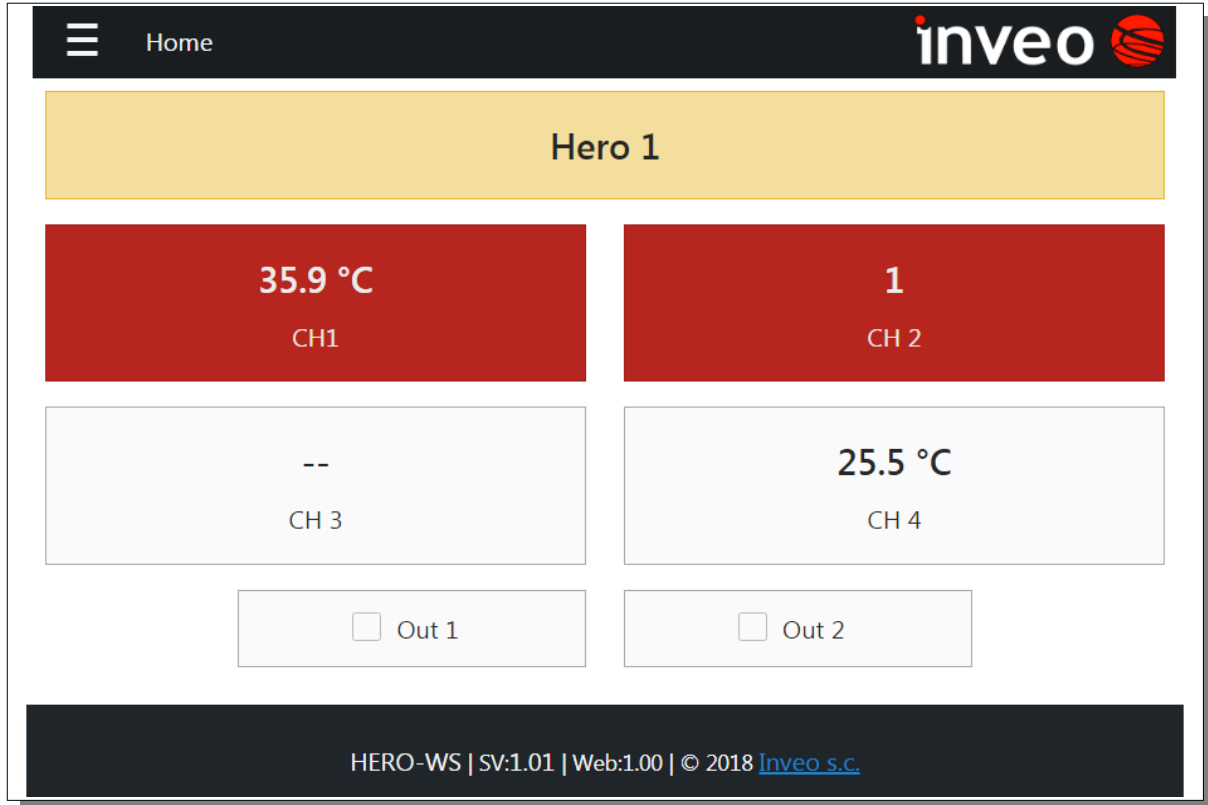 Home
inveo
Hero 1
35.9 °C
CH1
1
CH 2
--
CH 3
25.5 °C
CH 4
Out 1
Out 2
HERO-WS | SV:1.01 | Web:1.00 | © 2018 Inveo s.c.